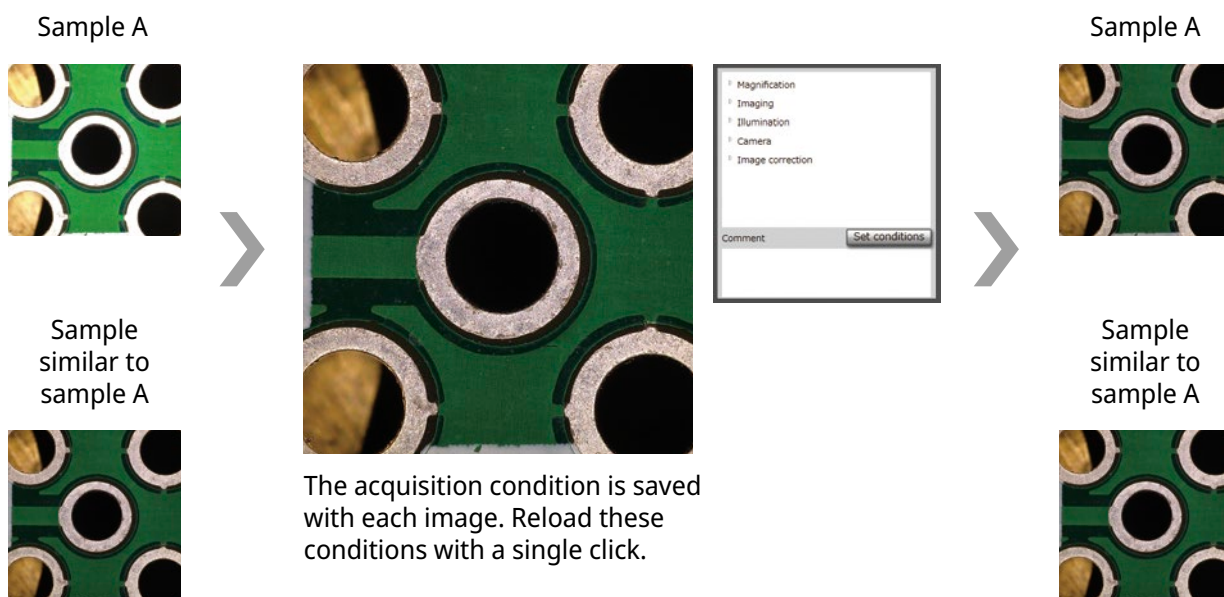 Sample A
Sample
similar to
sample A
The acquisition condition is saved
with each image. Reload these
conditions with a single click.
Magnification
Imaging
Illumination
Camera
Image correction
Comment
Set conditions
Sample A
Sample
similar to
sample A